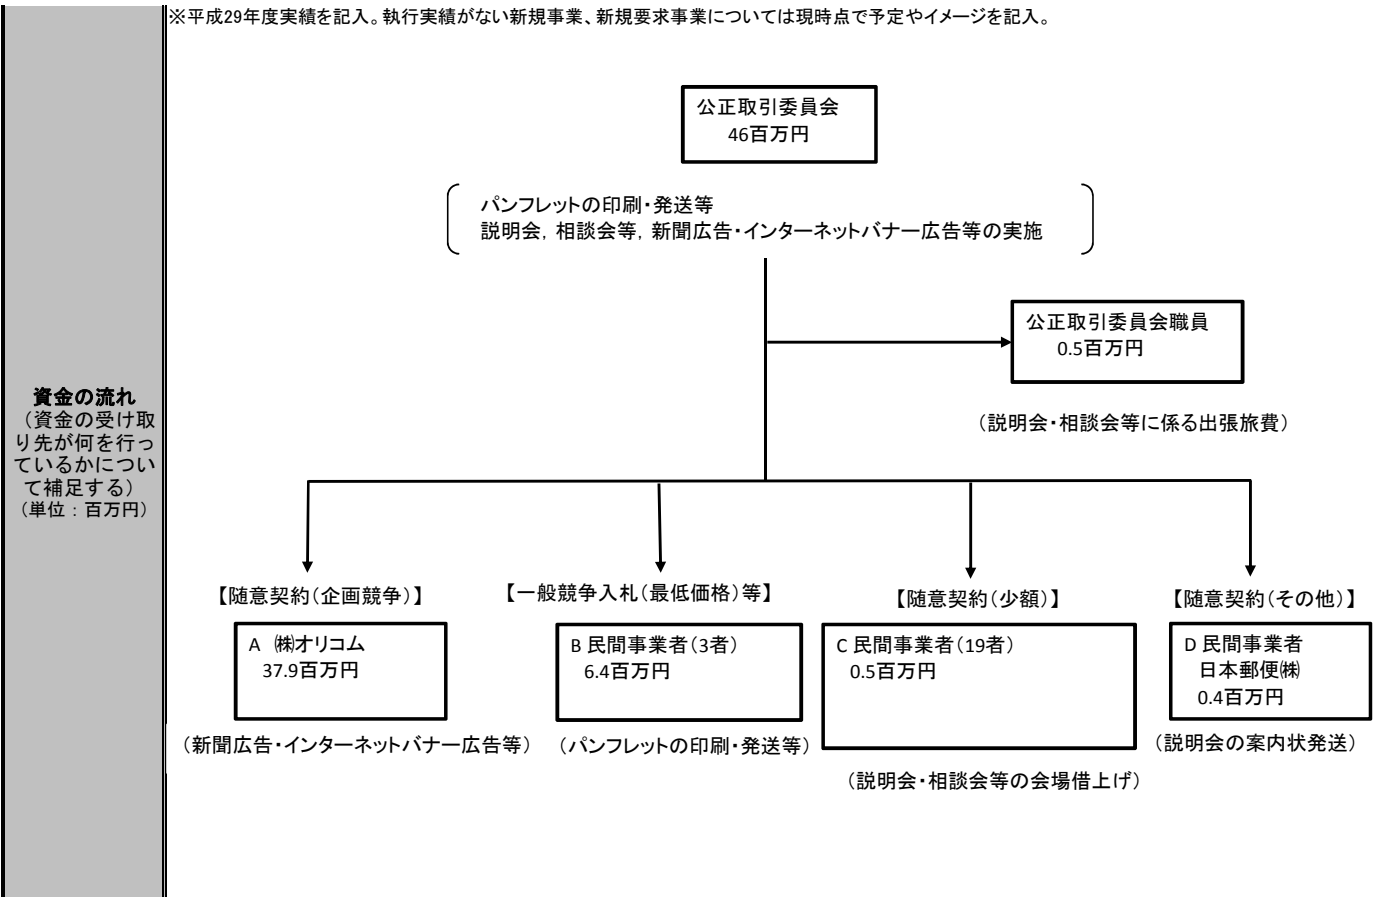 ※平成29年度実績を記入。執行実績がない新規事業、新規要求事業については現時点で予定やイメージを記入。
資金の流れ
（資金の受け取
り先が何を行っ
ているかについ
て補足する）
（単位：百万円）
公正取引委員会
46百万円
パンフレットの印刷・発送等
説明会，相談会等，新聞広告・インターネットバナー広告等の実施
公正取引委員会職員
0.5百万円
（説明会・相談会等に係る出張旅費）
【随意契約（企画競争）】
A ㈱オリコム
37.9百万円
（新聞広告・インターネットバナー広告等）
【一般競争入札（最低価格）等】
B 民間事業者（3者）
6.4百万円
（パンフレットの印刷・発送等）
【随意契約（少額）】
C 民間事業者（19者）
0.5百万円
（説明会・相談会等の会場借上げ）
【随意契約（その他）】
D 民間事業者
日本郵便㈱
0.4百万円
（説明会の案内状発送）